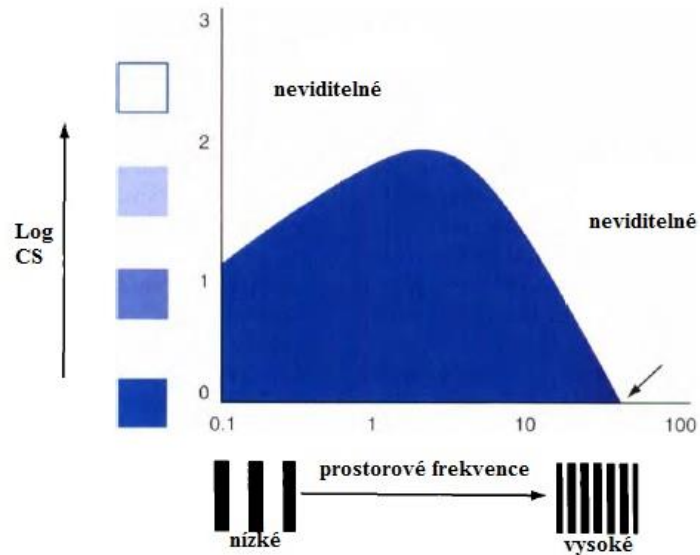 3
neviditelné
2
neviditelné
Log
CS
1
0
0.1 1 10 100
prostorové frekvence
nízké
vysoké